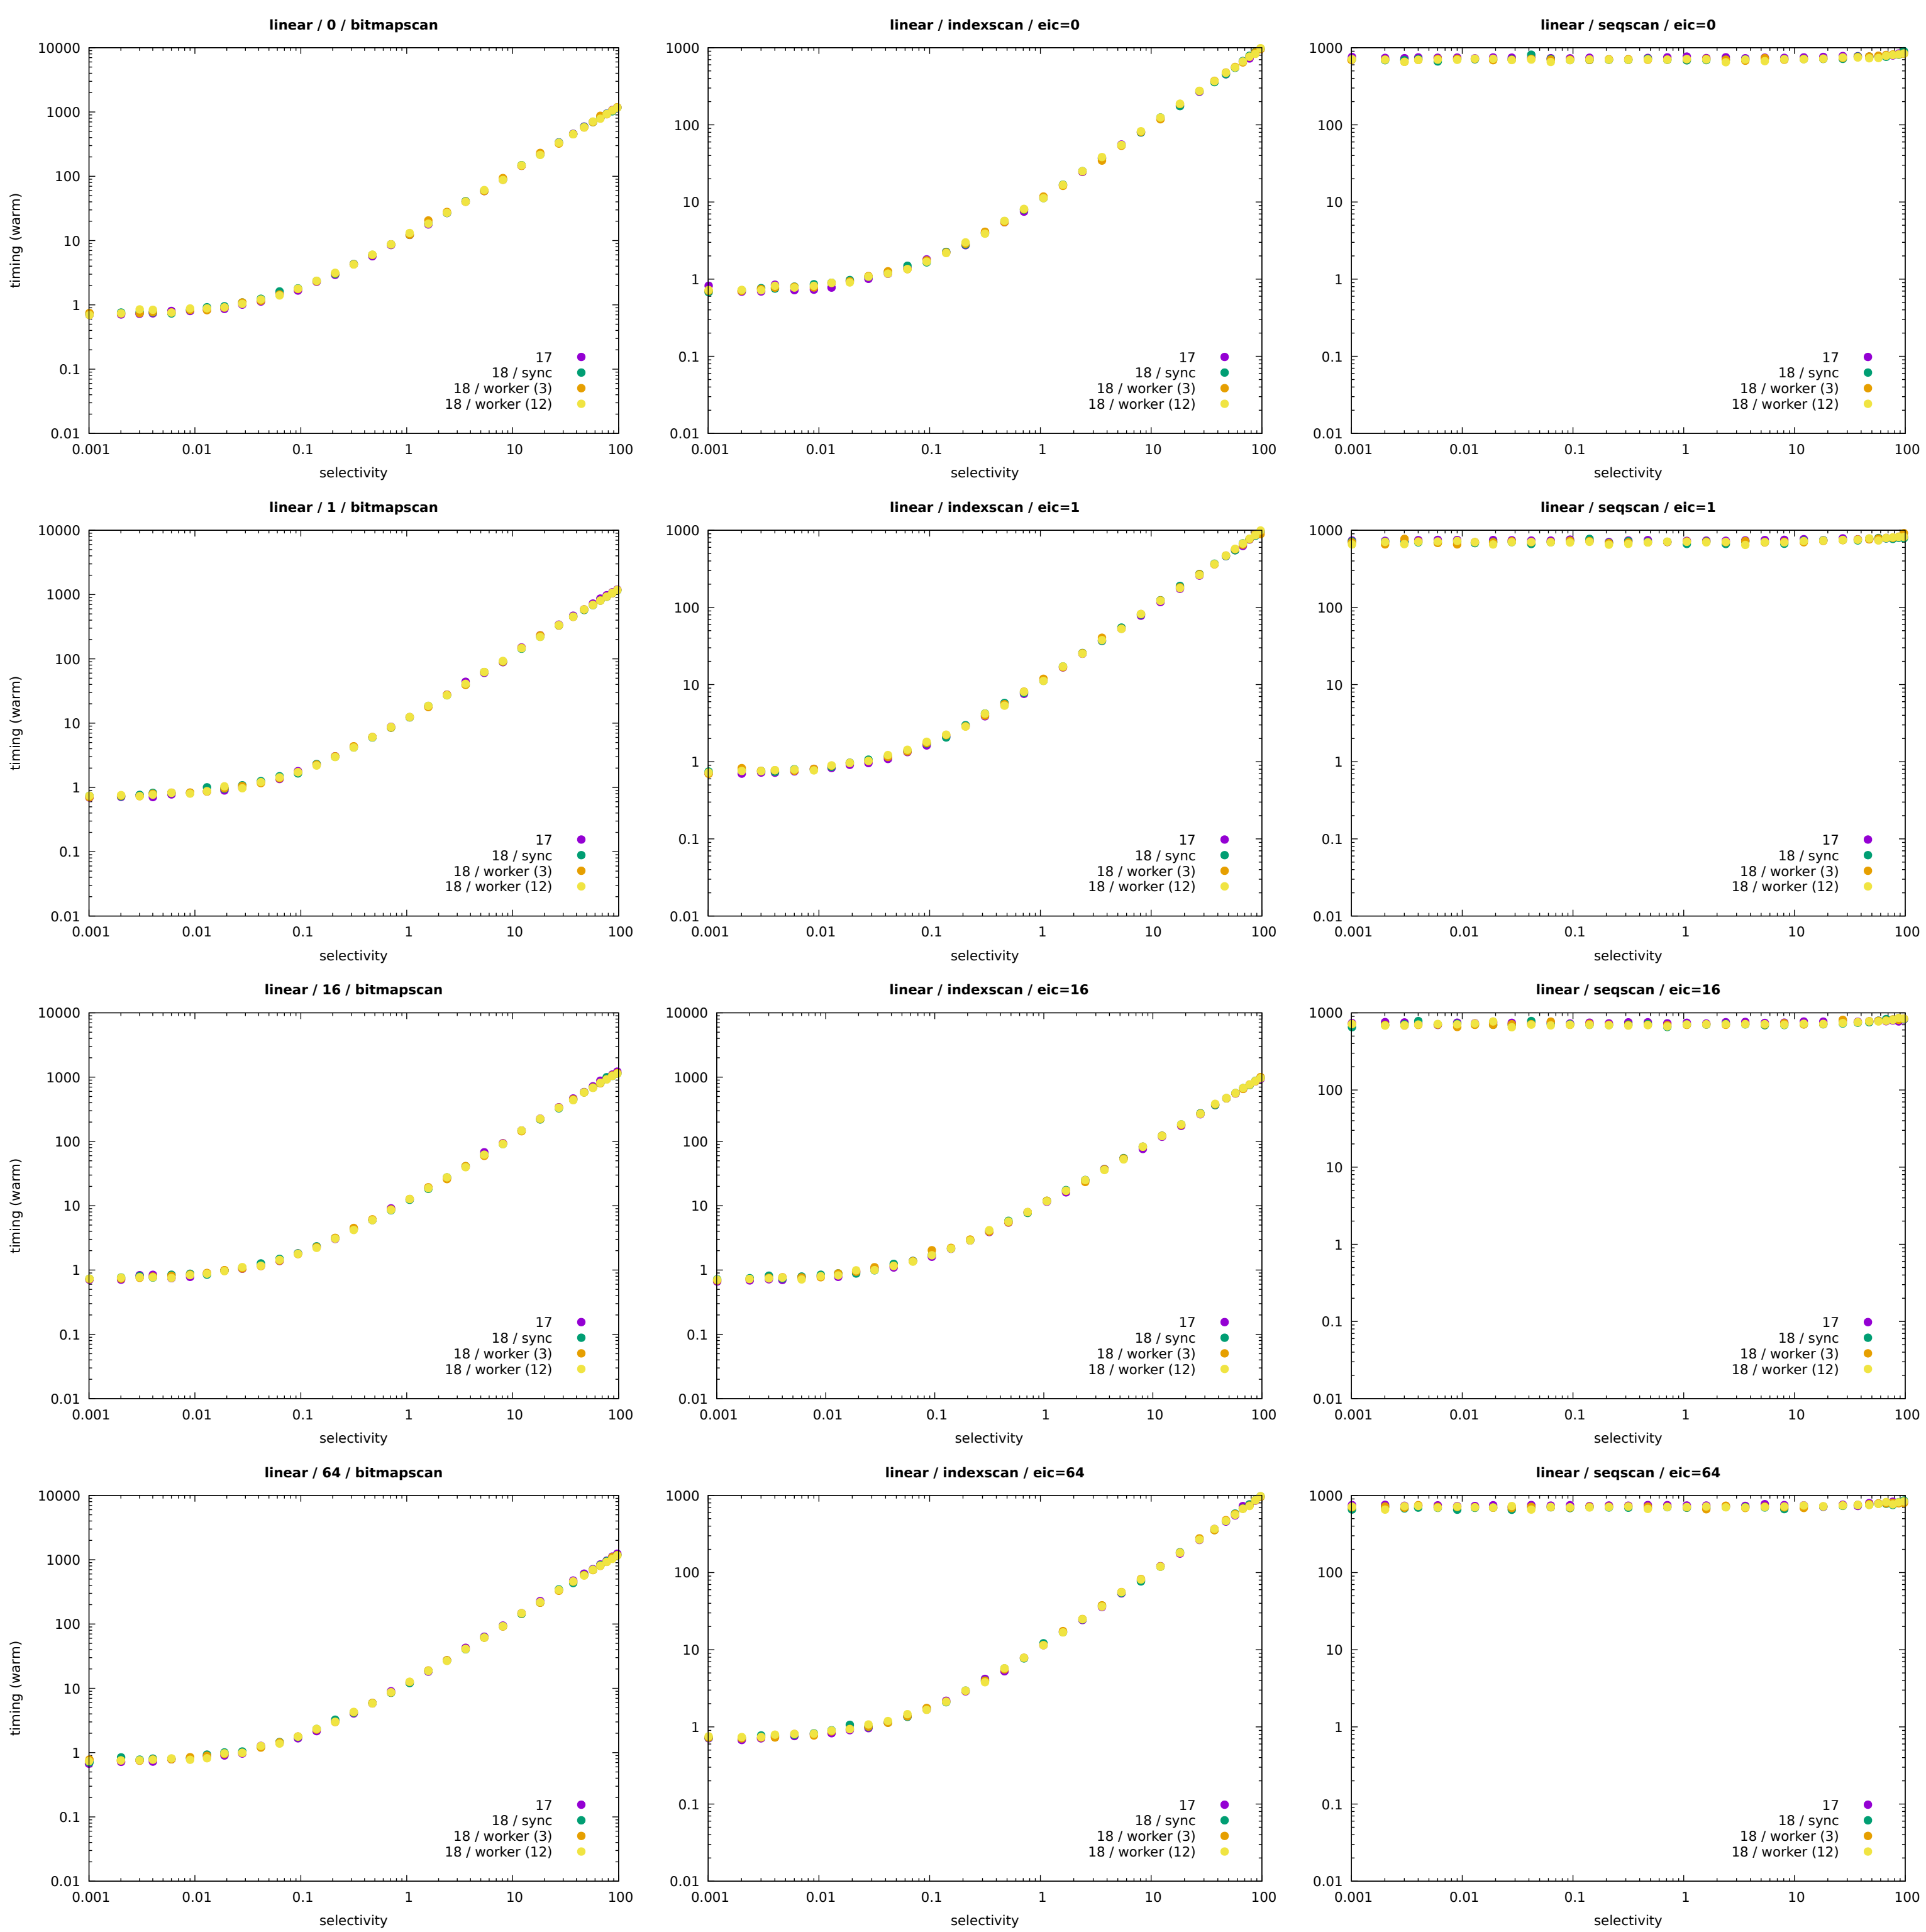 linear / 0 / bitmapscan
10000
1000
100
10
1
0.1
0.01
timing (warm)
17
18 / sync
18 / worker (3)
18 / worker (12)
0.001 0.01 0.1 1 10 100
selectivity
linear / indexscan / eic=0
1000
100
10
1
0.1
0.01
17
18 / sync
18 / worker (3)
18 / worker (12)
0.001 0.01 0.1 1 10 100
selectivity
linear / seqscan / eic=0
1000
100
10
1
0.1
0.01
17
18 / sync
18 / worker (3)
18 / worker (12)
0.001 0.01 0.1 1 10 100
selectivity
linear / 1 / bitmapscan
10000
1000
100
10
1
0.1
0.01
timing (warm)
17
18 / sync
18 / worker (3)
18 / worker (12)
0.001 0.01 0.1 1 10 100
selectivity
linear / indexscan / eic=1
1000
100
10
1
0.1
0.01
17
18 / sync
18 / worker (3)
18 / worker (12)
0.001 0.01 0.1 1 10 100
selectivity
linear / seqscan / eic=1
1000
100
10
1
0.1
0.01
17
18 / sync
18 / worker (3)
18 / worker (12)
0.001 0.01 0.1 1 10 100
selectivity
linear / 16 / bitmapscan
10000
1000
100
10
1
0.1
0.01
timing (warm)
17
18 / sync
18 / worker (3)
18 / worker (12)
0.001 0.01 0.1 1 10 100
selectivity
linear / indexscan / eic=16
10000
1000
100
10
1
0.1
0.01
17
18 / sync
18 / worker (3)
18 / worker (12)
0.001 0.01 0.1 1 10 100
selectivity
linear / seqscan / eic=16
1000
100
10
1
0.1
0.01
17
18 / sync
18 / worker (3)
18 / worker (12)
0.001 0.01 0.1 1 10 100
selectivity
linear / 64 / bitmapscan
10000
1000
100
10
1
0.1
0.01
timing (warm)
17
18 / sync
18 / worker (3)
18 / worker (12)
0.001 0.01 0.1 1 10 100
selectivity
linear / indexscan / eic=64
1000
100
10
1
0.1
0.01
17
18 / sync
18 / worker (3)
18 / worker (12)
0.001 0.01 0.1 1 10 100
selectivity
linear / seqscan / eic=64
1000
100
10
1
0.1
0.01
17
18 / sync
18 / worker (3)
18 / worker (12)
0.001 0.01 0.1 1 10 100
selectivity